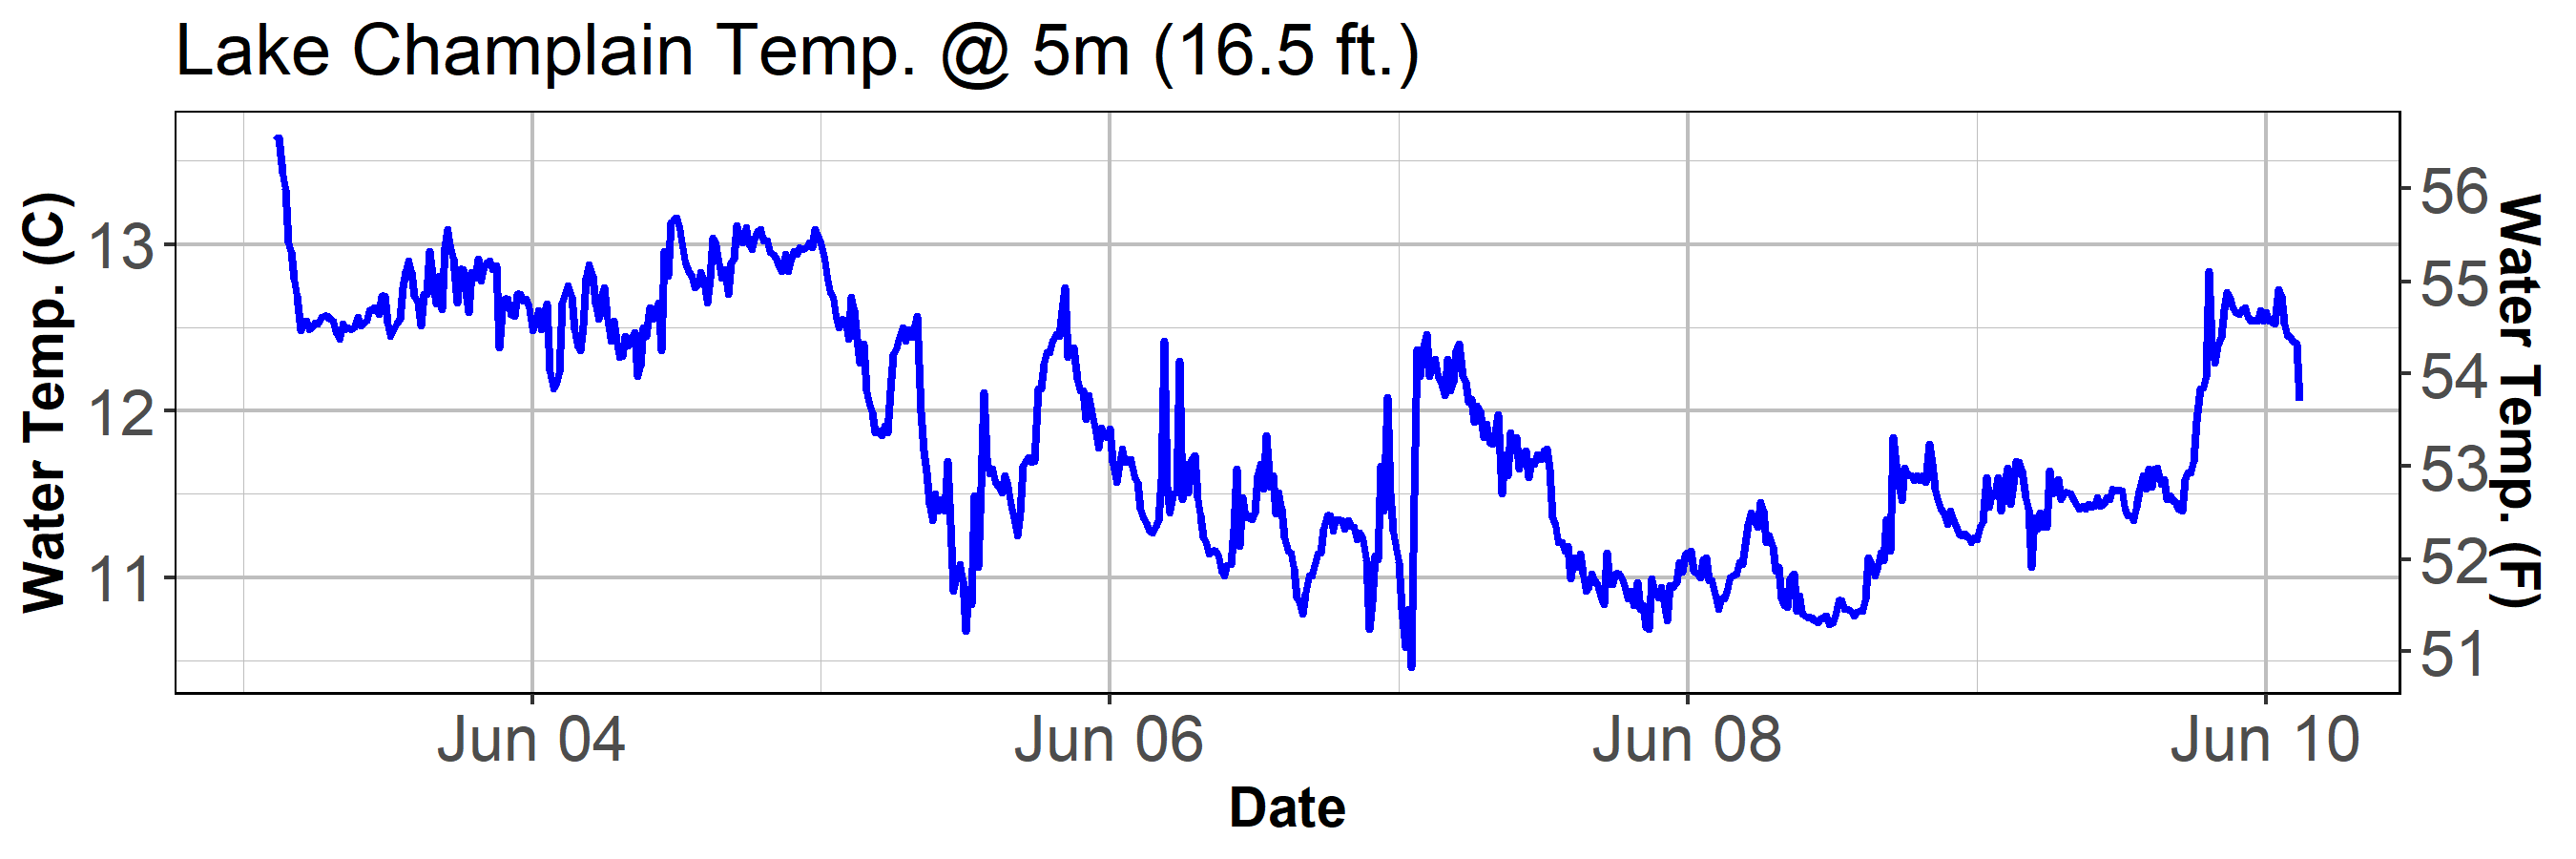 Lake Champlain Temp. @ 5m (16.5 ft.)
Water Temp. (C)
13
12
11
56
55
54
53
52
51
Water Temp. (F)
Jun 04
Jun 06
Jun 08
Jun 10
Date